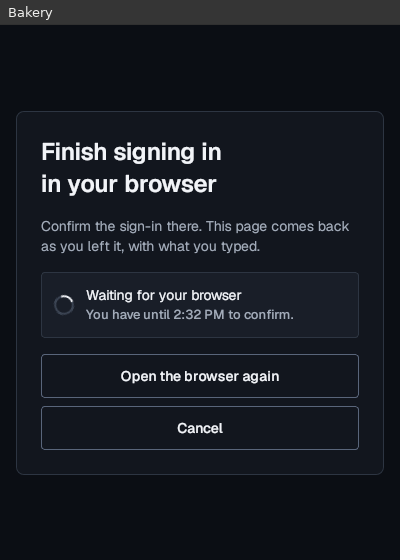 Bakery
Finish signing in
in your browser
Confirm the sign-in there. This page comes back
as you left it, with what you typed.
Waiting for your browser
You have until 2:32 PM to confirm.
Open the browser again
Cancel